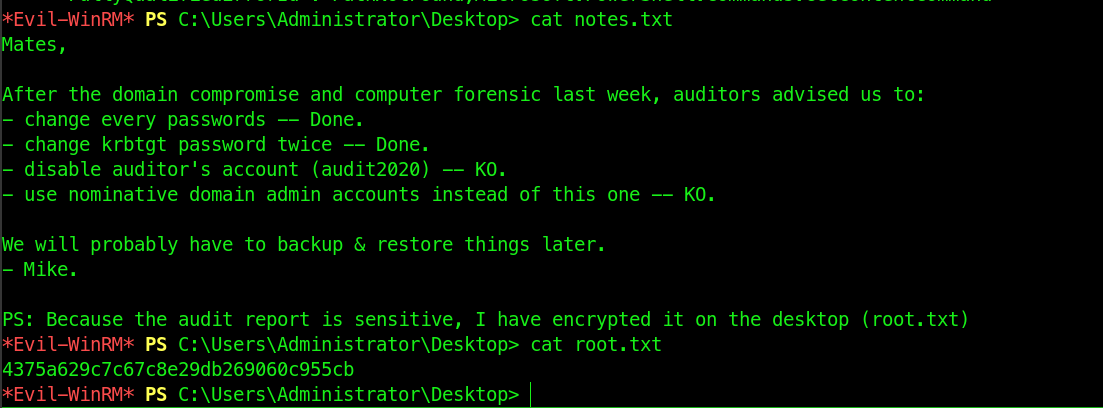 *Evil-WinRM* PS C:\Users\Administrator\Desktop> cat notes.txt
Mates,
After the domain compromise and computer forensic last week, auditors advised us to:
- change every passwords -- Done.
- change krbtgt password twice -- Done.
- disable auditor's account (audit2020) -- KO.
- use nominative domain admin accounts instead of this one -- KO.
We will probably have to backup & restore things later.
- Mike.
PS: Because the audit report is sensitive, I have encrypted it on the desktop (root.txt)
*Evil-WinRM* PS C:\Users\Administrator\Desktop> cat root.txt
4375a629c7c67c8e29db269060c955cb
*Evil-WinRM* PS C:\Users\Administrator\Desktop>